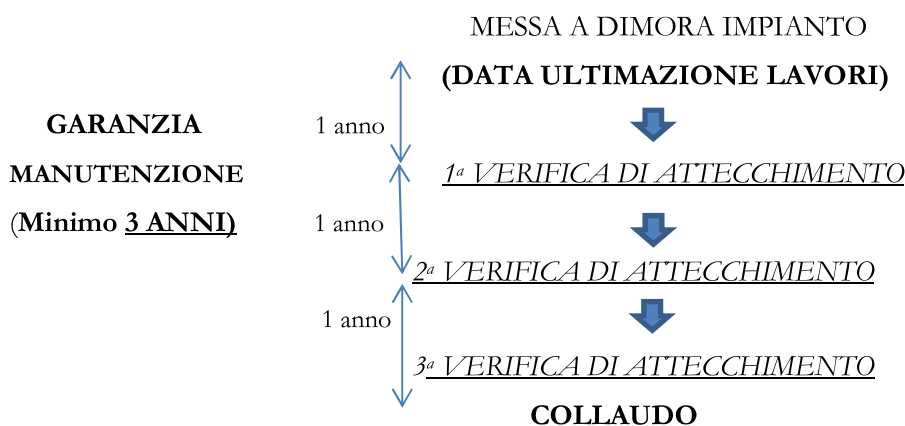 MESSA A DIMORA IMPIANTO
(DATA ULTIMAZIONE LAVORI)
GARANZIA
MANUTENZIONE
(Minimo 3 ANNI)
1 anno
1ª VERIFICA DI ATTECCHIMENTO
1 anno
2ª VERIFICA DI ATTECCHIMENTO
1 anno
3ª VERIFICA DI ATTECCHIMENTO
COLLAUDO